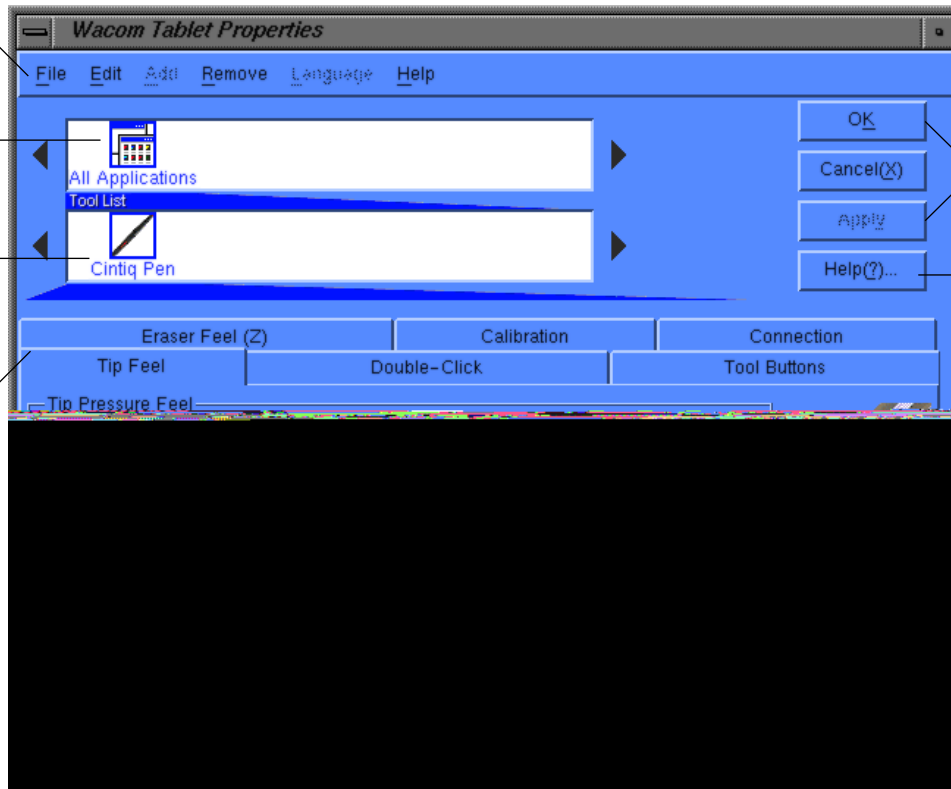 Wacom Tablet Properties
File Edit Add Remove Language Help
OK
All Applications
Cancel(X)
Tool List
Apply
Cintiq Pen
Help(?)...
Eraser Feel (Z) Calibration Connection
Tip Feel Double-Click Tool Buttons
Tip Pressure Feel